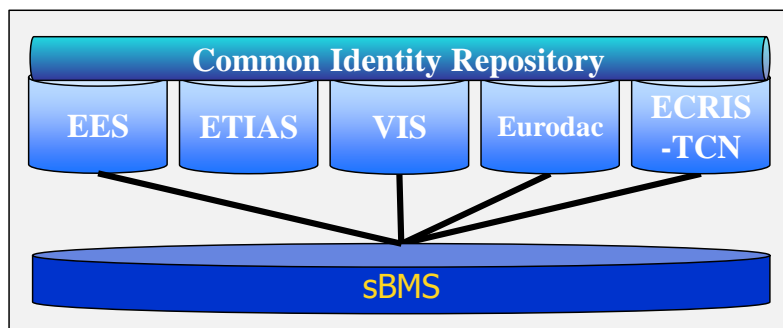 Common Identity Repository
EES
ETIAS
VIS
Eurodac
ECRIS
-TCN
sBMS